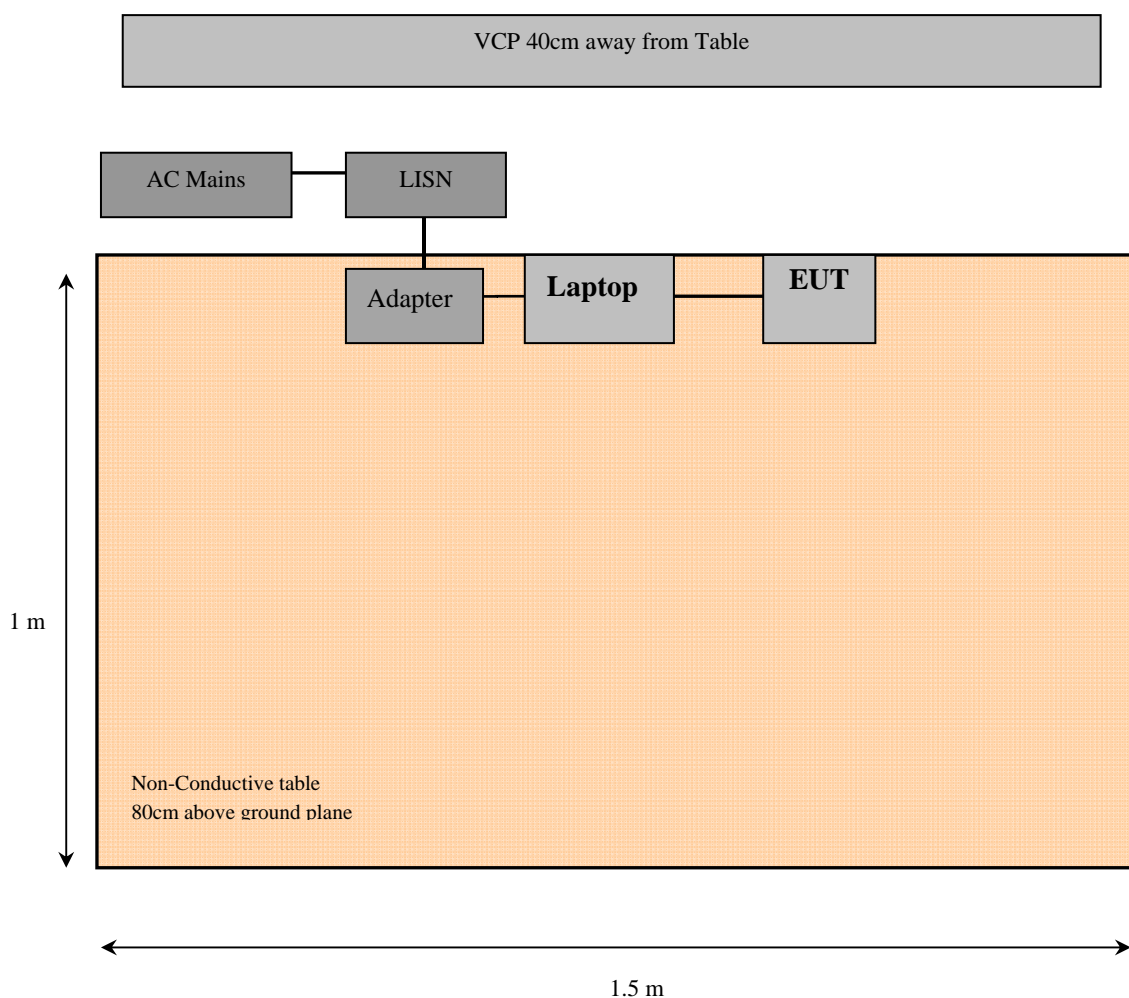 VCP 40cm away from Table
AC Mains
LISN
Adapter
Laptop
EUT
1 m
Non-Conductive table
80cm above ground plane
1.5 m